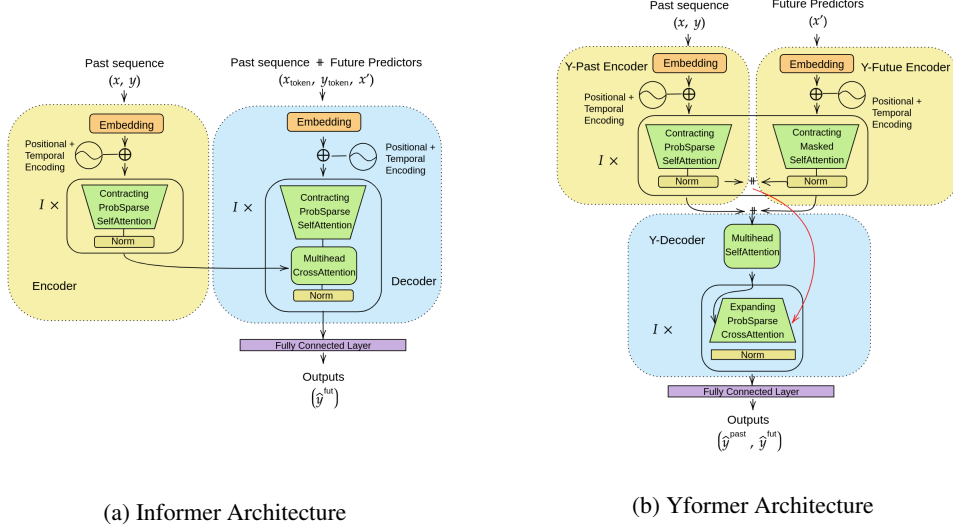 Past sequence
(x, y)
Embedding
Positional +
Temporal
Encoding
I ×
Contracting
ProbSparse
SelfAttention
Norm
Encoder
Past sequence ⧺ Future Predictors
(x_token, y_token, x′)
Embedding
Positional +
Temporal
Encoding
I ×
Contracting
ProbSparse
SelfAttention
Multihead
CrossAttention
Norm
Decoder
Fully Connected Layer
Outputs
(ŷ^fut)
(a) Informer Architecture
Past sequence
(x, y)
Y-Past Encoder
Embedding
Positional +
Temporal
Encoding
Contracting
ProbSparse
SelfAttention
Norm
I ×
Future Predictors
(x′)
Embedding
Y-Futue Encoder
Positional +
Temporal
Encoding
Contracting
Masked
SelfAttention
Norm
⧺
⧺
Y-Decoder
Multihead
SelfAttention
I ×
Expanding
ProbSparse
CrossAttention
Norm
Fully Connected Layer
Outputs
(ŷ^past , ŷ^fut)
(b) Yformer Architecture